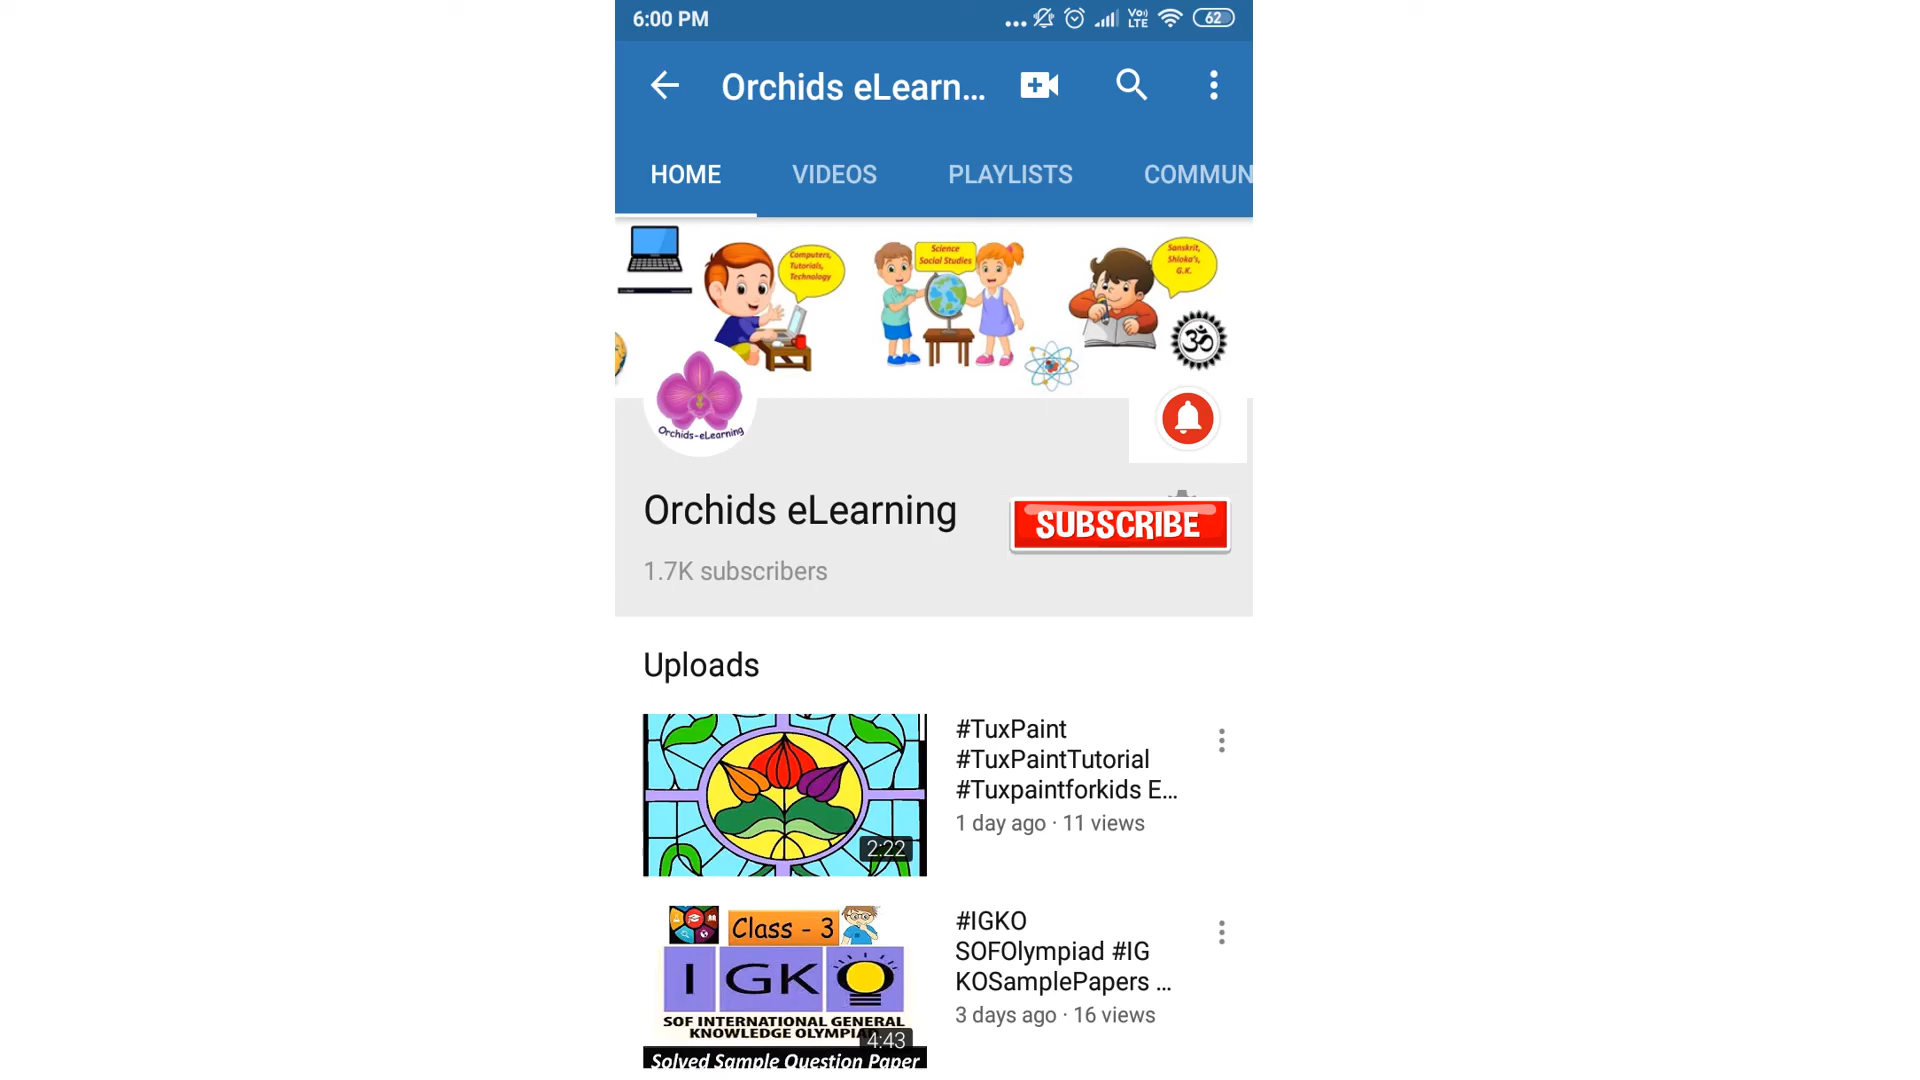 6:00 PM
Vo)) LTE
62
Orchids eLearn...
HOME VIDEOS PLAYLISTS COMMUN
Computers,
Tutorials,
Technology
Science
Social Studies
Sanskrit,
Shloka's,
G.K.
ॐ
Orchids-eLearning
Orchids eLearning
SUBSCRIBE
1.7K subscribers
Uploads
#TuxPaint
#TuxPaintTutorial
#Tuxpaintforkids E...
1 day ago · 11 views
2:22
Class - 3
IGKO
SOF INTERNATIONAL GENERAL
KNOWLEDGE OLYMPIAD
4:43
Solved Sample Question Paper
#IGKO
SOFOlympiad #IG
KOSamplePapers ...
3 days ago · 16 views